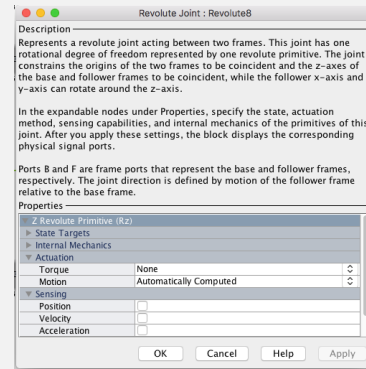 Revolute Joint : Revolute8
Description
Represents a revolute joint acting between two frames. This joint has one
rotational degree of freedom represented by one revolute primitive. The joint
constrains the origins of the two frames to be coincident and the z-axes of
the base and follower frames to be coincident, while the follower x-axis and
y-axis can rotate around the z-axis.
In the expandable nodes under Properties, specify the state, actuation
method, sensing capabilities, and internal mechanics of the primitives of this
joint. After you apply these settings, the block displays the corresponding
physical signal ports.
Ports B and F are frame ports that represent the base and follower frames,
respectively. The joint direction is defined by motion of the follower frame
relative to the base frame.
Properties
Z Revolute Primitive (Rz)
State Targets
Internal Mechanics
Actuation
Torque None
Motion Automatically Computed
Sensing
Position
Velocity
Acceleration
OK Cancel Help Apply